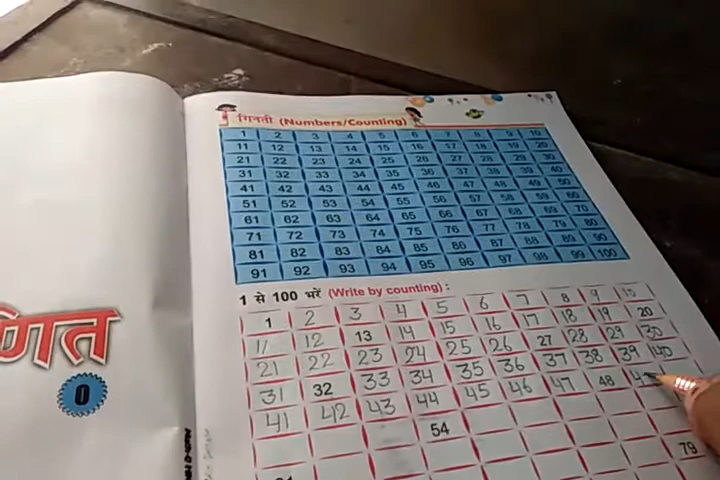 गिनती (Numbers/Counting)
1 2 3 4 5 6 7 8 9 10
11 12 13 14 15 16 17 18 19 20
21 22 23 24 25 26 27 28 29 30
31 32 33 34 35 36 37 38 39 40
41 42 43 44 45 46 47 48 49 50
51 52 53 54 55 56 57 58 59 60
61 62 63 64 65 66 67 68 69 70
71 72 73 74 75 76 77 78 79 80
81 82 83 84 85 86 87 88 89 90
91 92 93 94 95 96 97 98 99 100
1 से 100 भरें (Write by counting) :
1 2 3 4 5 6 7 8 9 10
11 12 13 14 15 16 17 18 19 20
21 22 23 24 25 26 27 28 29 30
31 32 33 34 35 36 37 38 39 40
41 42 43 44 45 46 47 48
54
79
0